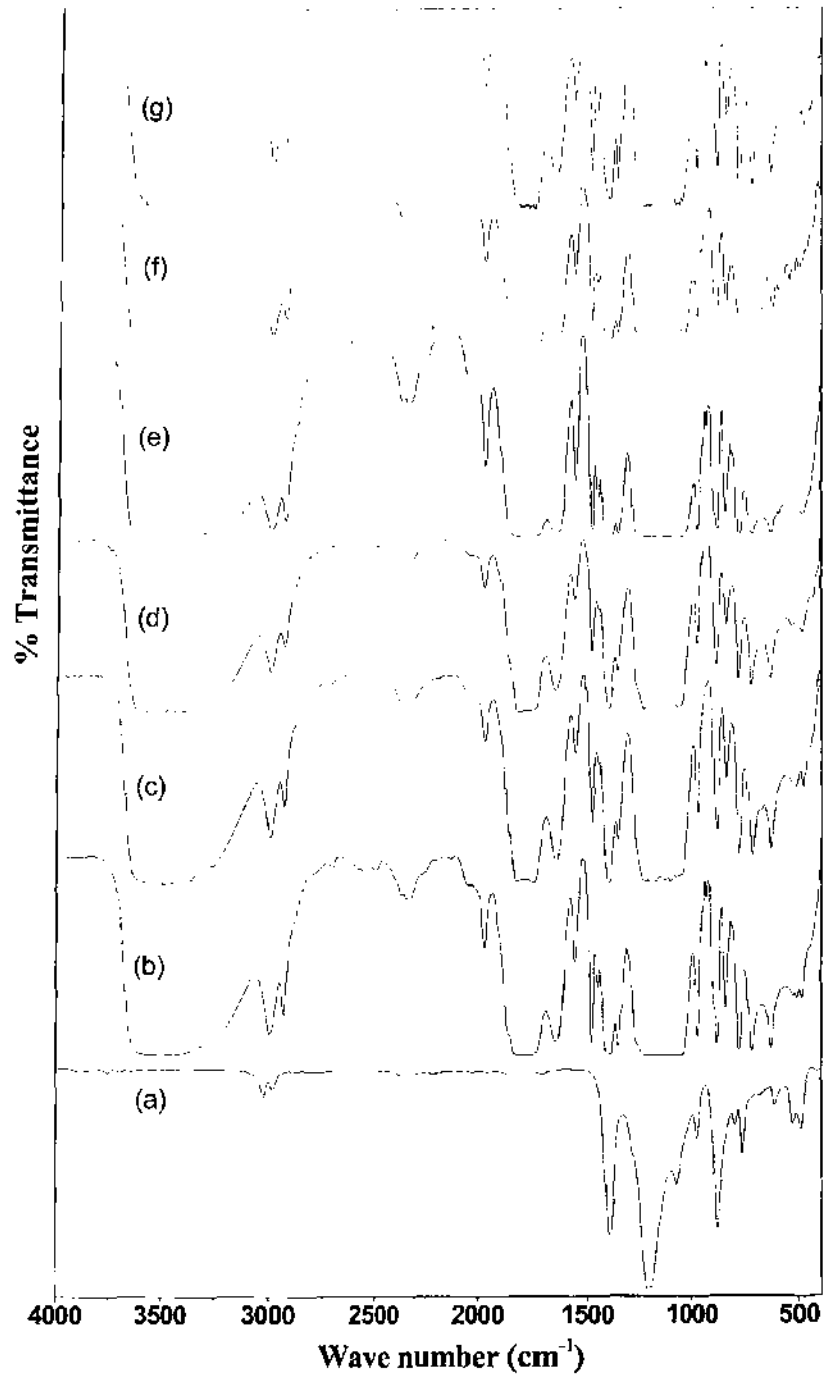 (g)
(f)
(e)
(d)
(c)
(b)
(a)
% Transmittance
4000 3500 3000 2500 2000 1500 1000 500
Wave number (cm⁻¹)